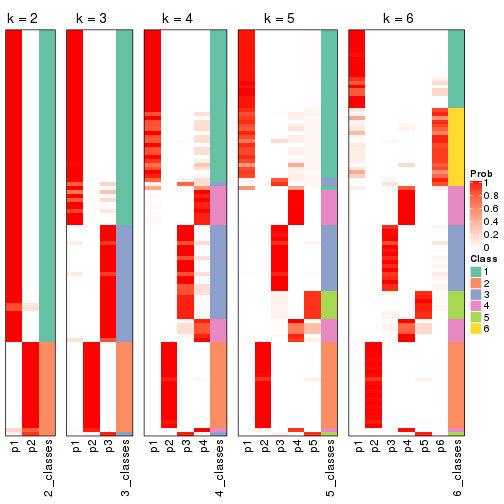 k = 2
k = 3
k = 4
k = 5
k = 6
p1
p2
2_classes
p1
p2
p3
3_classes
p1
p2
p3
p4
4_classes
p1
p2
p3
p4
p5
5_classes
p1
p2
p3
p4
p5
p6
6_classes
Prob
1
0.8
0.6
0.4
0.2
0
Class
1
2
3
4
5
6